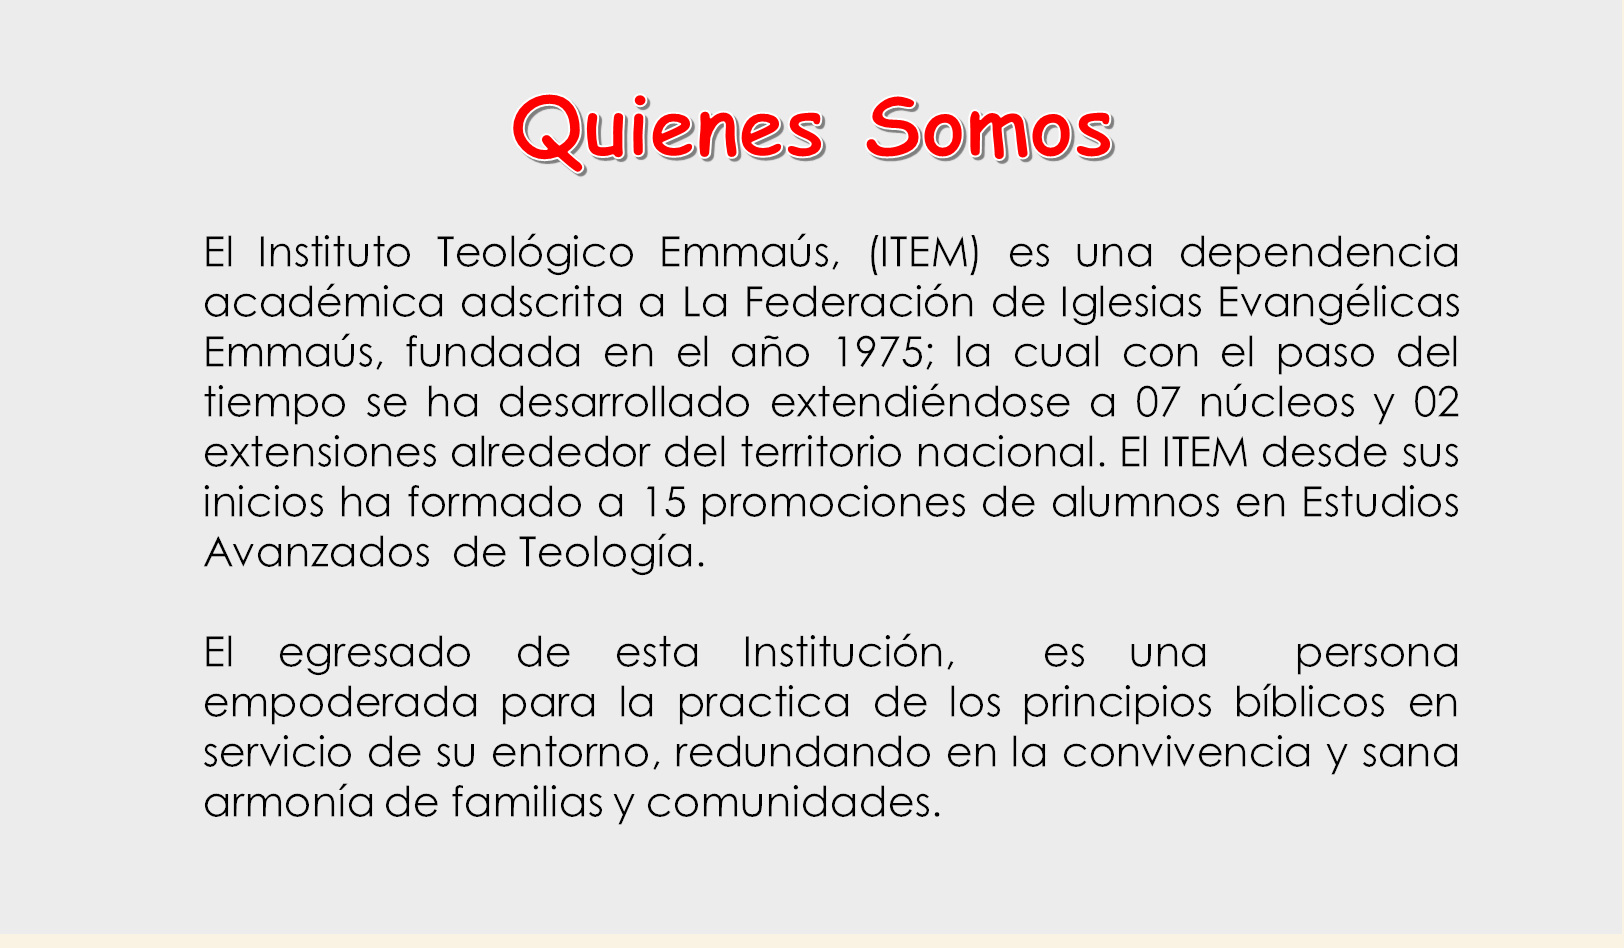 Quienes Somos
El Instituto Teológico Emmaús, (ITEM) es una dependencia
académica adscrita a La Federación de Iglesias Evangélicas
Emmaús, fundada en el año 1975; la cual con el paso del
tiempo se ha desarrollado extendiéndose a 07 núcleos y 02
extensiones alrededor del territorio nacional. El ITEM desde sus
inicios ha formado a 15 promociones de alumnos en Estudios
Avanzados de Teología.
El egresado de esta Institución, es una persona
empoderada para la practica de los principios bíblicos en
servicio de su entorno, redundando en la convivencia y sana
armonía de familias y comunidades.